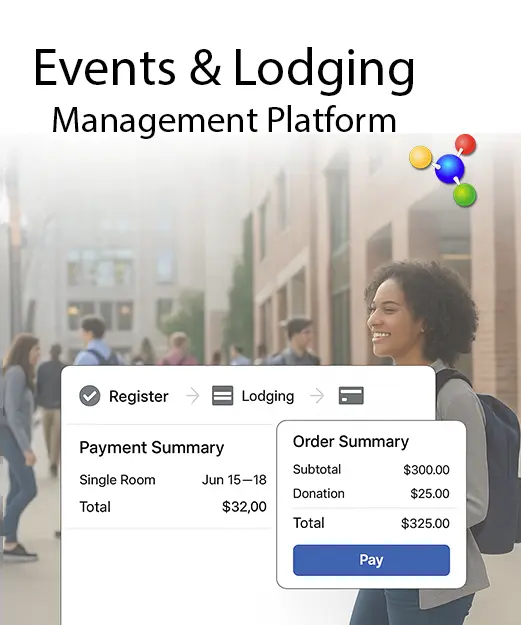 Events & Lodging
Management Platform
Register
Lodging
Payment Summary
Single Room Jun 15—18
Total $32,00
Order Summary
Subtotal $300.00
Donation $25.00
Total $325.00
Pay